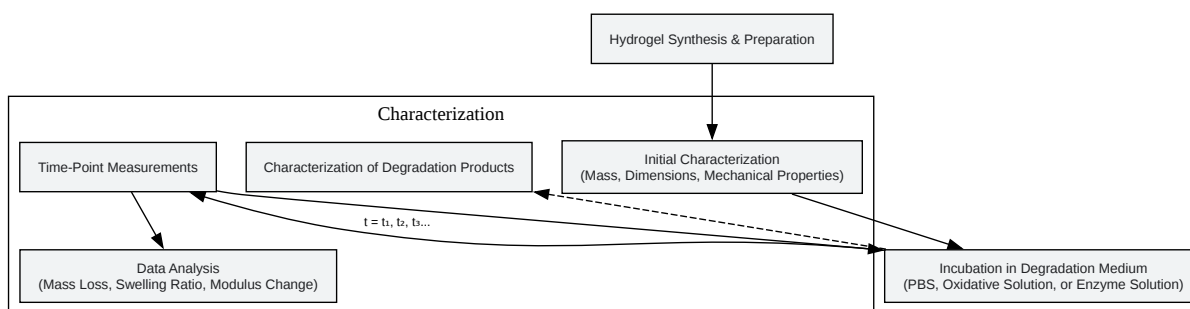 Hydrogel Synthesis & Preparation
Characterization
Time-Point Measurements
Characterization of Degradation Products
Initial Characterization
(Mass, Dimensions, Mechanical Properties)
t = t₁, t₂, t₃...
Data Analysis
(Mass Loss, Swelling Ratio, Modulus Change)
Incubation in Degradation Medium
(PBS, Oxidative Solution, or Enzyme Solution)